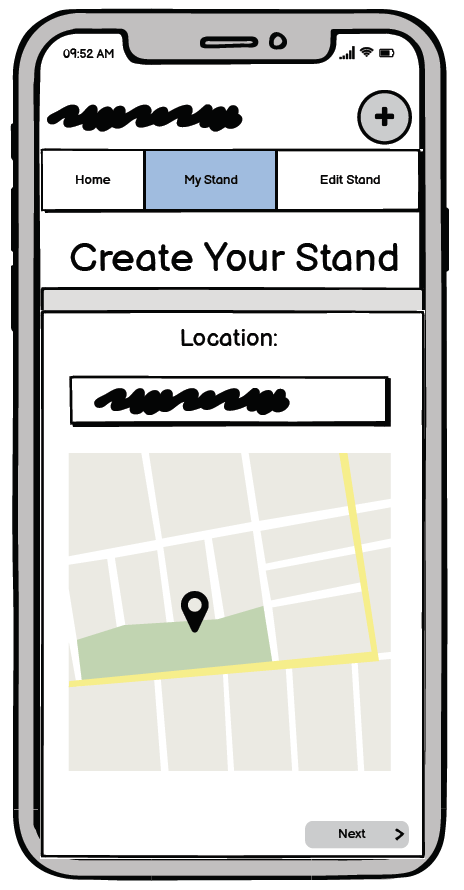 09:52 AM
Home My Stand Edit Stand
Create Your Stand
Location:
Next